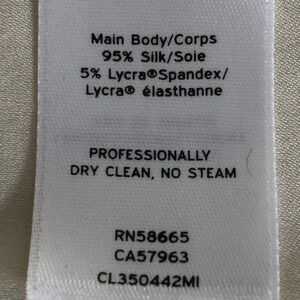 Main Body/Corps
95% Silk/Soie
5% Lycra®Spandex/
Lycra® élasthanne
PROFESSIONALLY
DRY CLEAN, NO STEAM
RN58665
CA57963
CL350442MI